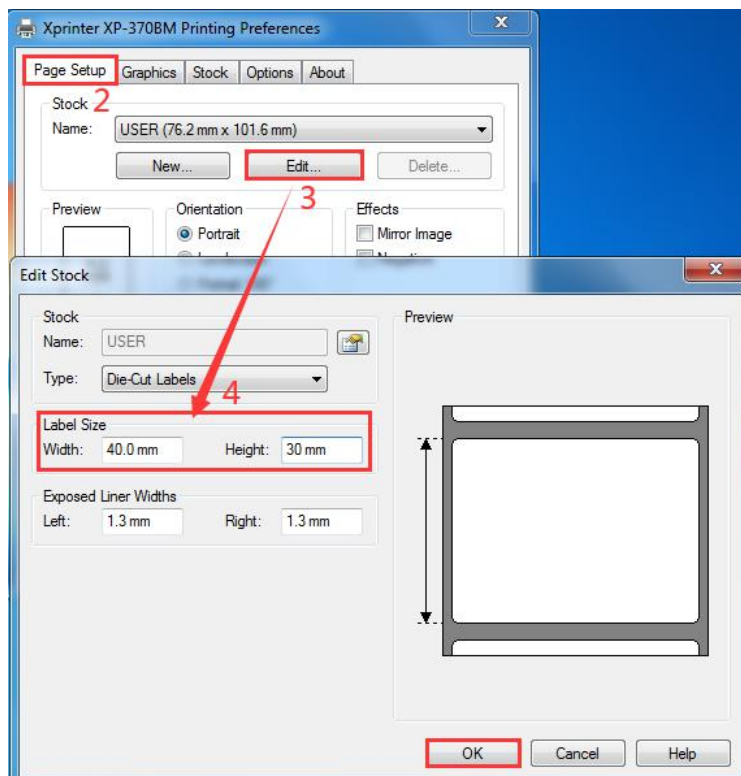 Xprinter XP-370BM Printing Preferences
Page Setup Graphics Stock Options About
2
Stock
Name: USER (76.2 mm x 101.6 mm)
New... Edit... Delete...
3
Preview Orientation Effects
Portrait Mirror Image
Edit Stock
Stock Preview
Name: USER
Type: Die-Cut Labels
4
Label Size
Width: 40.0 mm Height: 30 mm
Exposed Liner Widths
Left: 1.3 mm Right: 1.3 mm
OK Cancel Help